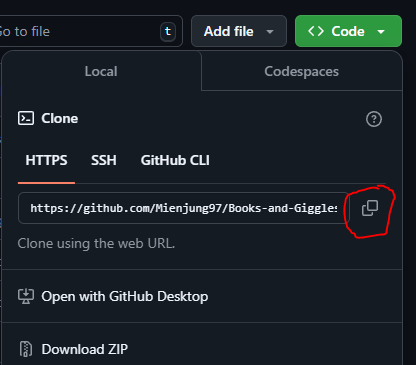 Go to file
t
Add file
<> Code
Local
Codespaces
Clone
HTTPS
SSH
GitHub CLI
https://github.com/Mienjung97/Books-and-Giggles
Clone using the web URL.
Open with GitHub Desktop
Download ZIP